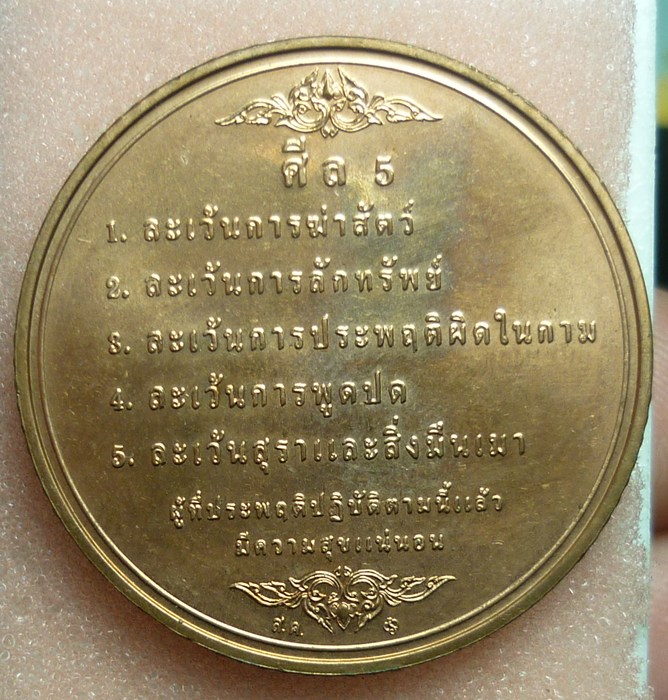 ศีล 5
1. ละเว้นการฆ่าสัตว์
2. ละเว้นการลักทรัพย์
3. ละเว้นการประพฤติผิดในกาม
4. ละเว้นการพูดปด
5. ละเว้นสุราและสิ่งมึนเมา
ผู้ที่ประพฤติปฏิบัติตามนี้แล้ว
มีความสุขแน่นอน
ส.ค.